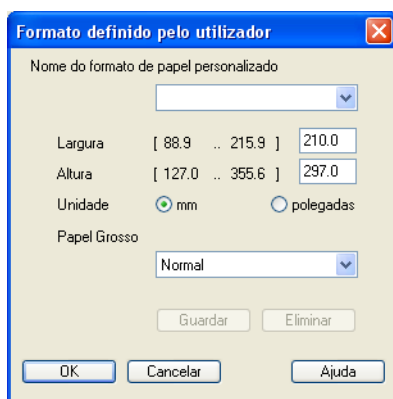 Formato definido pelo utilizador
Nome do formato de papel personalizado
Largura [ 88.9 .. 215.9 ] 210.0
Altura [ 127.0 .. 355.6 ] 297.0
Unidade mm polegadas
Papel Grosso
Normal
Guardar Eliminar
OK Cancelar Ajuda